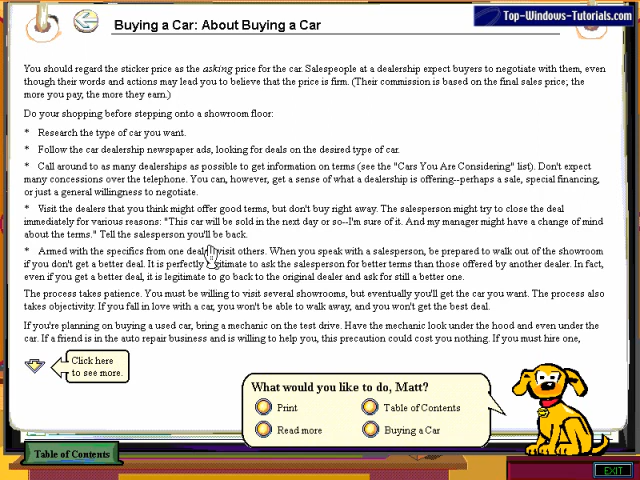 Buying a Car: About Buying a Car
Top-Windows-Tutorials.com
You should regard the sticker price as the asking price for the car. Salespeople at a dealership expect buyers to negotiate with them, even
though their words and actions may lead you to believe that the price is firm. (Their commission is based on the final sales price; the
more you pay, the more they earn.)
Do your shopping before stepping onto a showroom floor:
* Research the type of car you want.
* Follow the car dealership newspaper ads, looking for deals on the desired type of car.
* Call around to as many dealerships as possible to get information on terms (see the "Cars You Are Considering" list). Don't expect
many concessions over the telephone. You can, however, get a sense of what a dealership is offering--perhaps a sale, special financing,
or just a general willingness to negotiate.
* Visit the dealers that you think might offer good terms, but don't buy right away. The salesperson might try to close the deal
immediately for various reasons: "This car will be sold in the next day or so--I'm sure of it. And my manager might have a change of mind
about the terms." Tell the salesperson you'll be back.
* Armed with the specifics from one deal, visit others. When you speak with a salesperson, be prepared to walk out of the showroom
if you don't get a better deal. It is perfectly legitimate to ask the salesperson for better terms than those offered by another dealer. In fact,
even if you get a better deal, it is legitimate to go back to the original dealer and ask for still a better one.
The process takes patience. You must be willing to visit several showrooms, but eventually you'll get the car you want. The process also
takes objectivity. If you fall in love with a car, you won't be able to walk away, and you won't get the best deal.
If you're planning on buying a used car, bring a mechanic on the test drive. Have the mechanic look under the hood and even under the
car. If a friend is in the auto repair business and is willing to help you, this precaution could cost you nothing. If you must hire one,
Click here
to see more.
What would you like to do, Matt?
Print
Table of Contents
Read more
Buying a Car
Table of Contents
EXIT